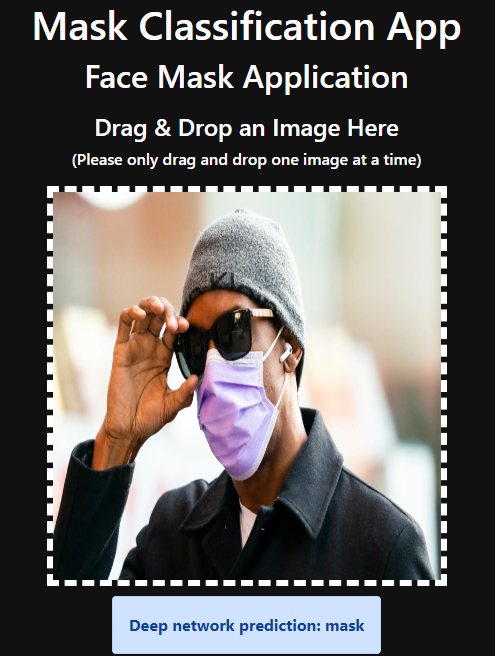 Mask Classification App
Face Mask Application
Drag & Drop an Image Here
(Please only drag and drop one image at a time)
Deep network prediction: mask